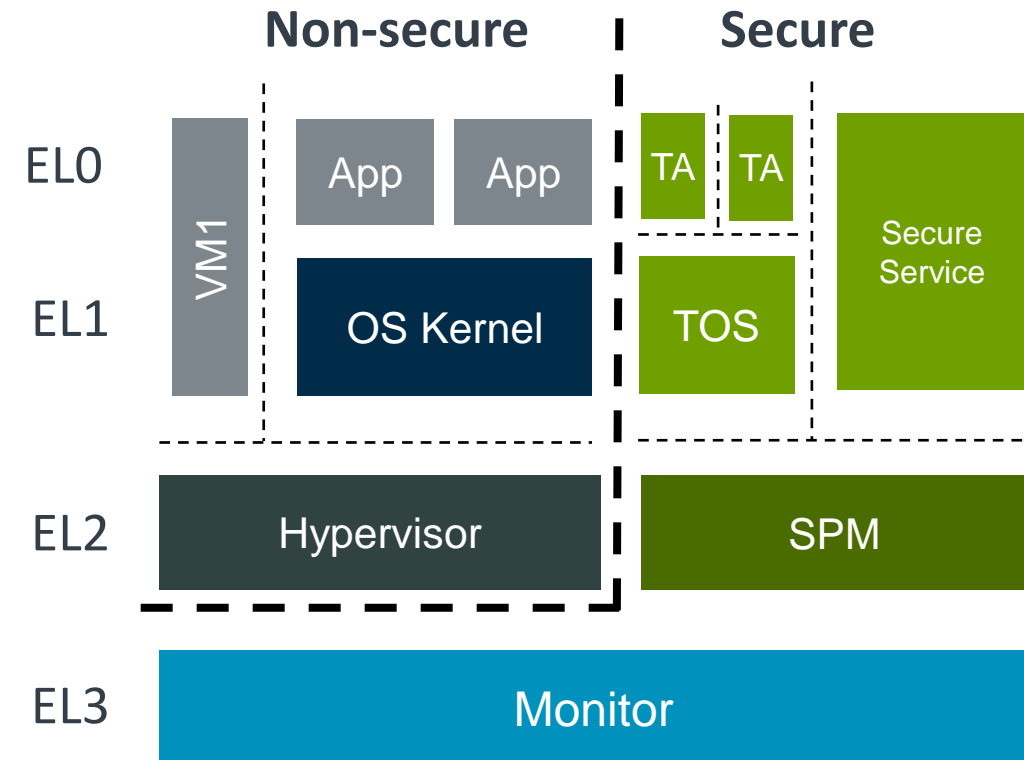 Non-secure
Secure
EL0
VM1
App
App
TA
TA
Secure
Service
EL1
OS Kernel
TOS
EL2
Hypervisor
SPM
EL3
Monitor